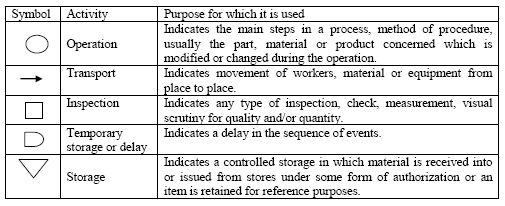 Symbol Activity Purpose for which it is used
Operation
Indicates the main steps in a process, method of procedure,
usually the part, material or product concerned which is
modified or changed during the operation.
Transport
Indicates movement of workers, material or equipment from
place to place.
Inspection
Indicates any type of inspection, check, measurement, visual
scrutiny for quality and/or quantity.
Temporary
storage or delay
Indicates a delay in the sequence of events.
Storage
Indicates a controlled storage in which material is received into
or issued from stores under some form of authorization or an
item is retained for reference purposes.